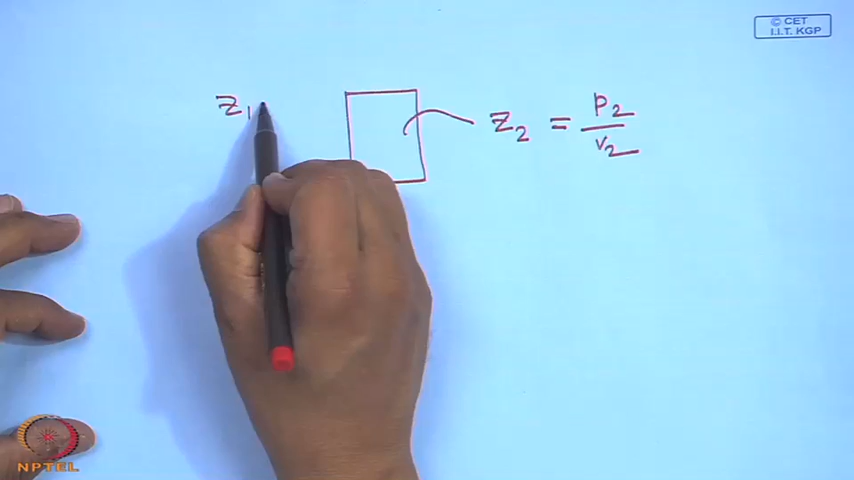 © CET
I.I.T. KGP
Z₁ Z₂ = p₂/v₂
NPTEL